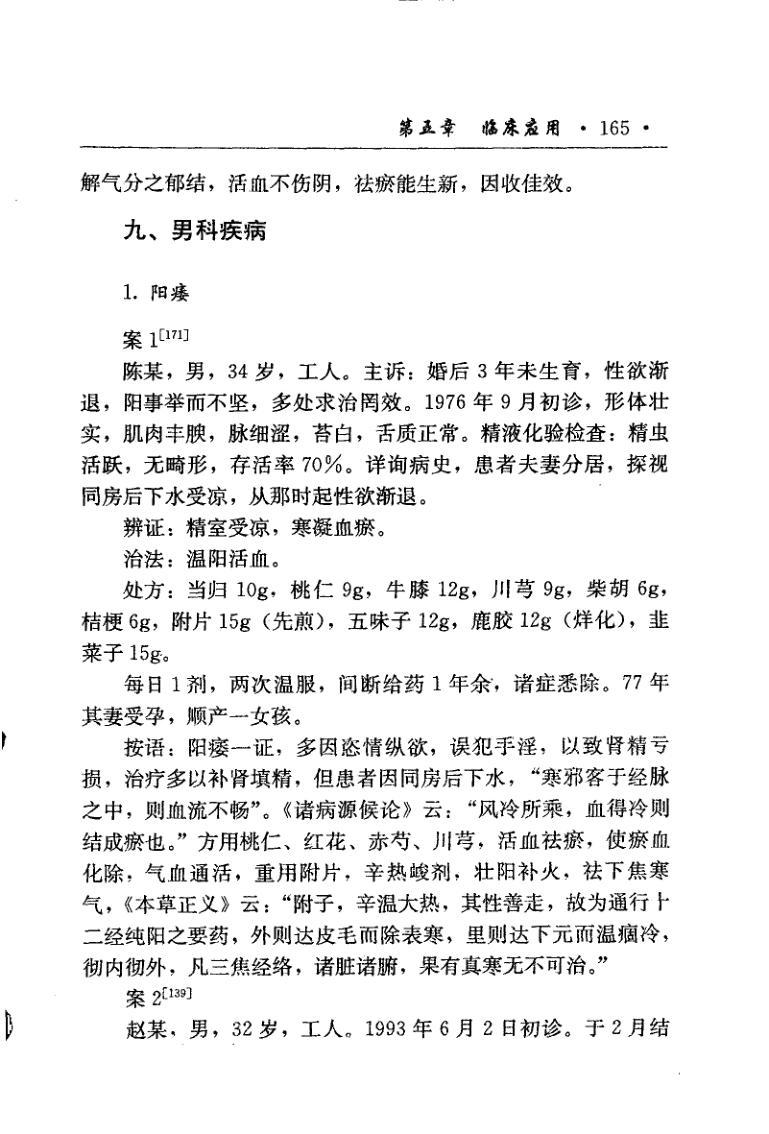 第五章　临床应用 · 165 ·
解气分之郁结，活血不伤阴，祛瘀能生新，因收佳效。
九、男科疾病
1. 阳痿
案 1[171]
陈某，男，34 岁，工人。主诉：婚后 3 年未生育，性欲渐
退，阳事举而不坚，多处求治罔效。1976 年 9 月初诊，形体壮
实，肌肉丰腴，脉细涩，苔白，舌质正常。精液化验检查：精虫
活跃，无畸形，存活率 70%。详询病史，患者夫妻分居，探视
同房后下水受凉，从那时起性欲渐退。
辨证：精室受凉，寒凝血瘀。
治法：温阳活血。
处方：当归 10g，桃仁 9g，牛膝 12g，川芎 9g，柴胡 6g，
桔梗 6g，附片 15g（先煎），五味子 12g，鹿胶 12g（烊化），韭
菜子 15g。
每日 1 剂，两次温服，间断给药 1 年余，诸症悉除。77 年
其妻受孕，顺产一女孩。
按语：阳痿一证，多因恣情纵欲，误犯手淫，以致肾精亏
损，治疗多以补肾填精，但患者因同房后下水，“寒邪客于经脉
之中，则血流不畅”。《诸病源候论》云：“风冷所乘，血得冷则
结成瘀也。”方用桃仁、红花、赤芍、川芎，活血祛瘀，使瘀血
化除，气血通活，重用附片，辛热峻剂，壮阳补火，祛下焦寒
气，《本草正义》云：“附子，辛温大热，其性善走，故为通行十
二经纯阳之要药，外则达皮毛而除表寒，里则达下元而温痼冷，
彻内彻外，凡三焦经络，诸脏诸腑，果有真寒无不可治。”
案 2[139]
赵某，男，32 岁，工人。1993 年 6 月 2 日初诊。于 2 月结